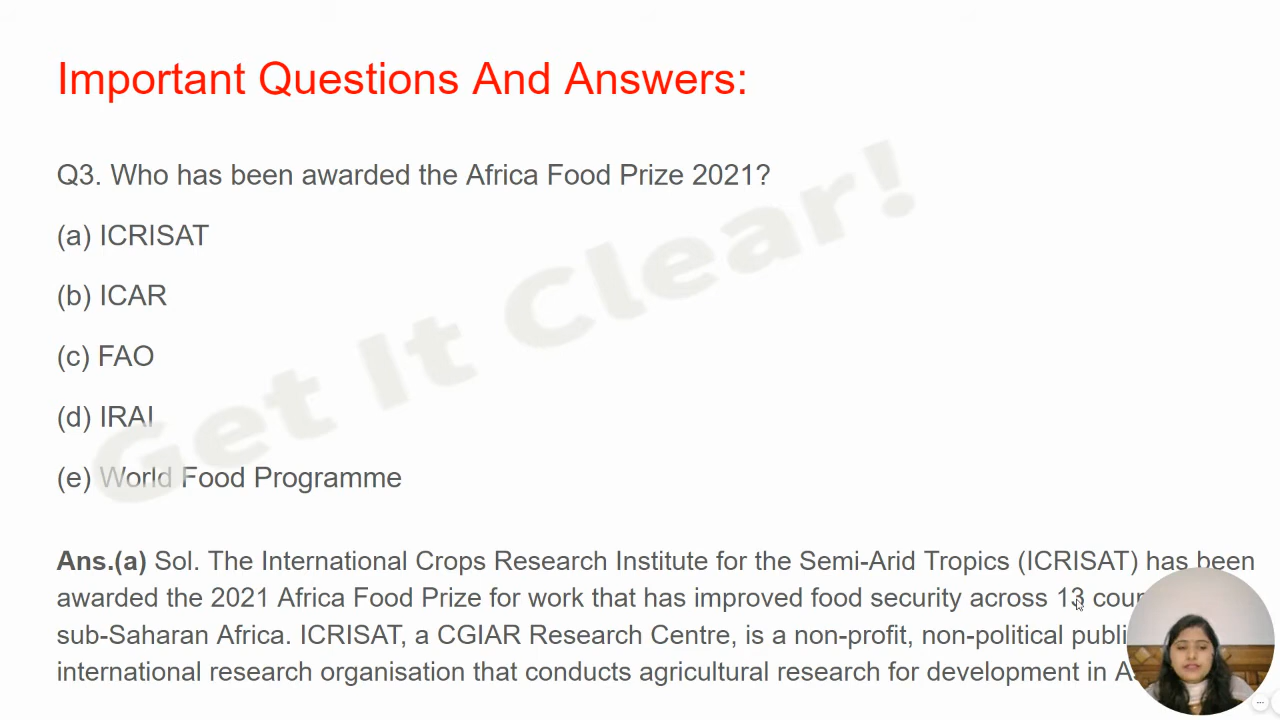 Important Questions And Answers:
Q3. Who has been awarded the Africa Food Prize 2021?
(a) ICRISAT
(b) ICAR
(c) FAO
(d) IRAI
(e) World Food Programme
Get It Clear!
Ans.(a) Sol. The International Crops Research Institute for the Semi-Arid Tropics (ICRISAT) has been
awarded the 2021 Africa Food Prize for work that has improved food security across 13
sub-Saharan Africa. ICRISAT, a CGIAR Research Centre, is a non-profit, non-political
international research organisation that conducts agricultural research for development in